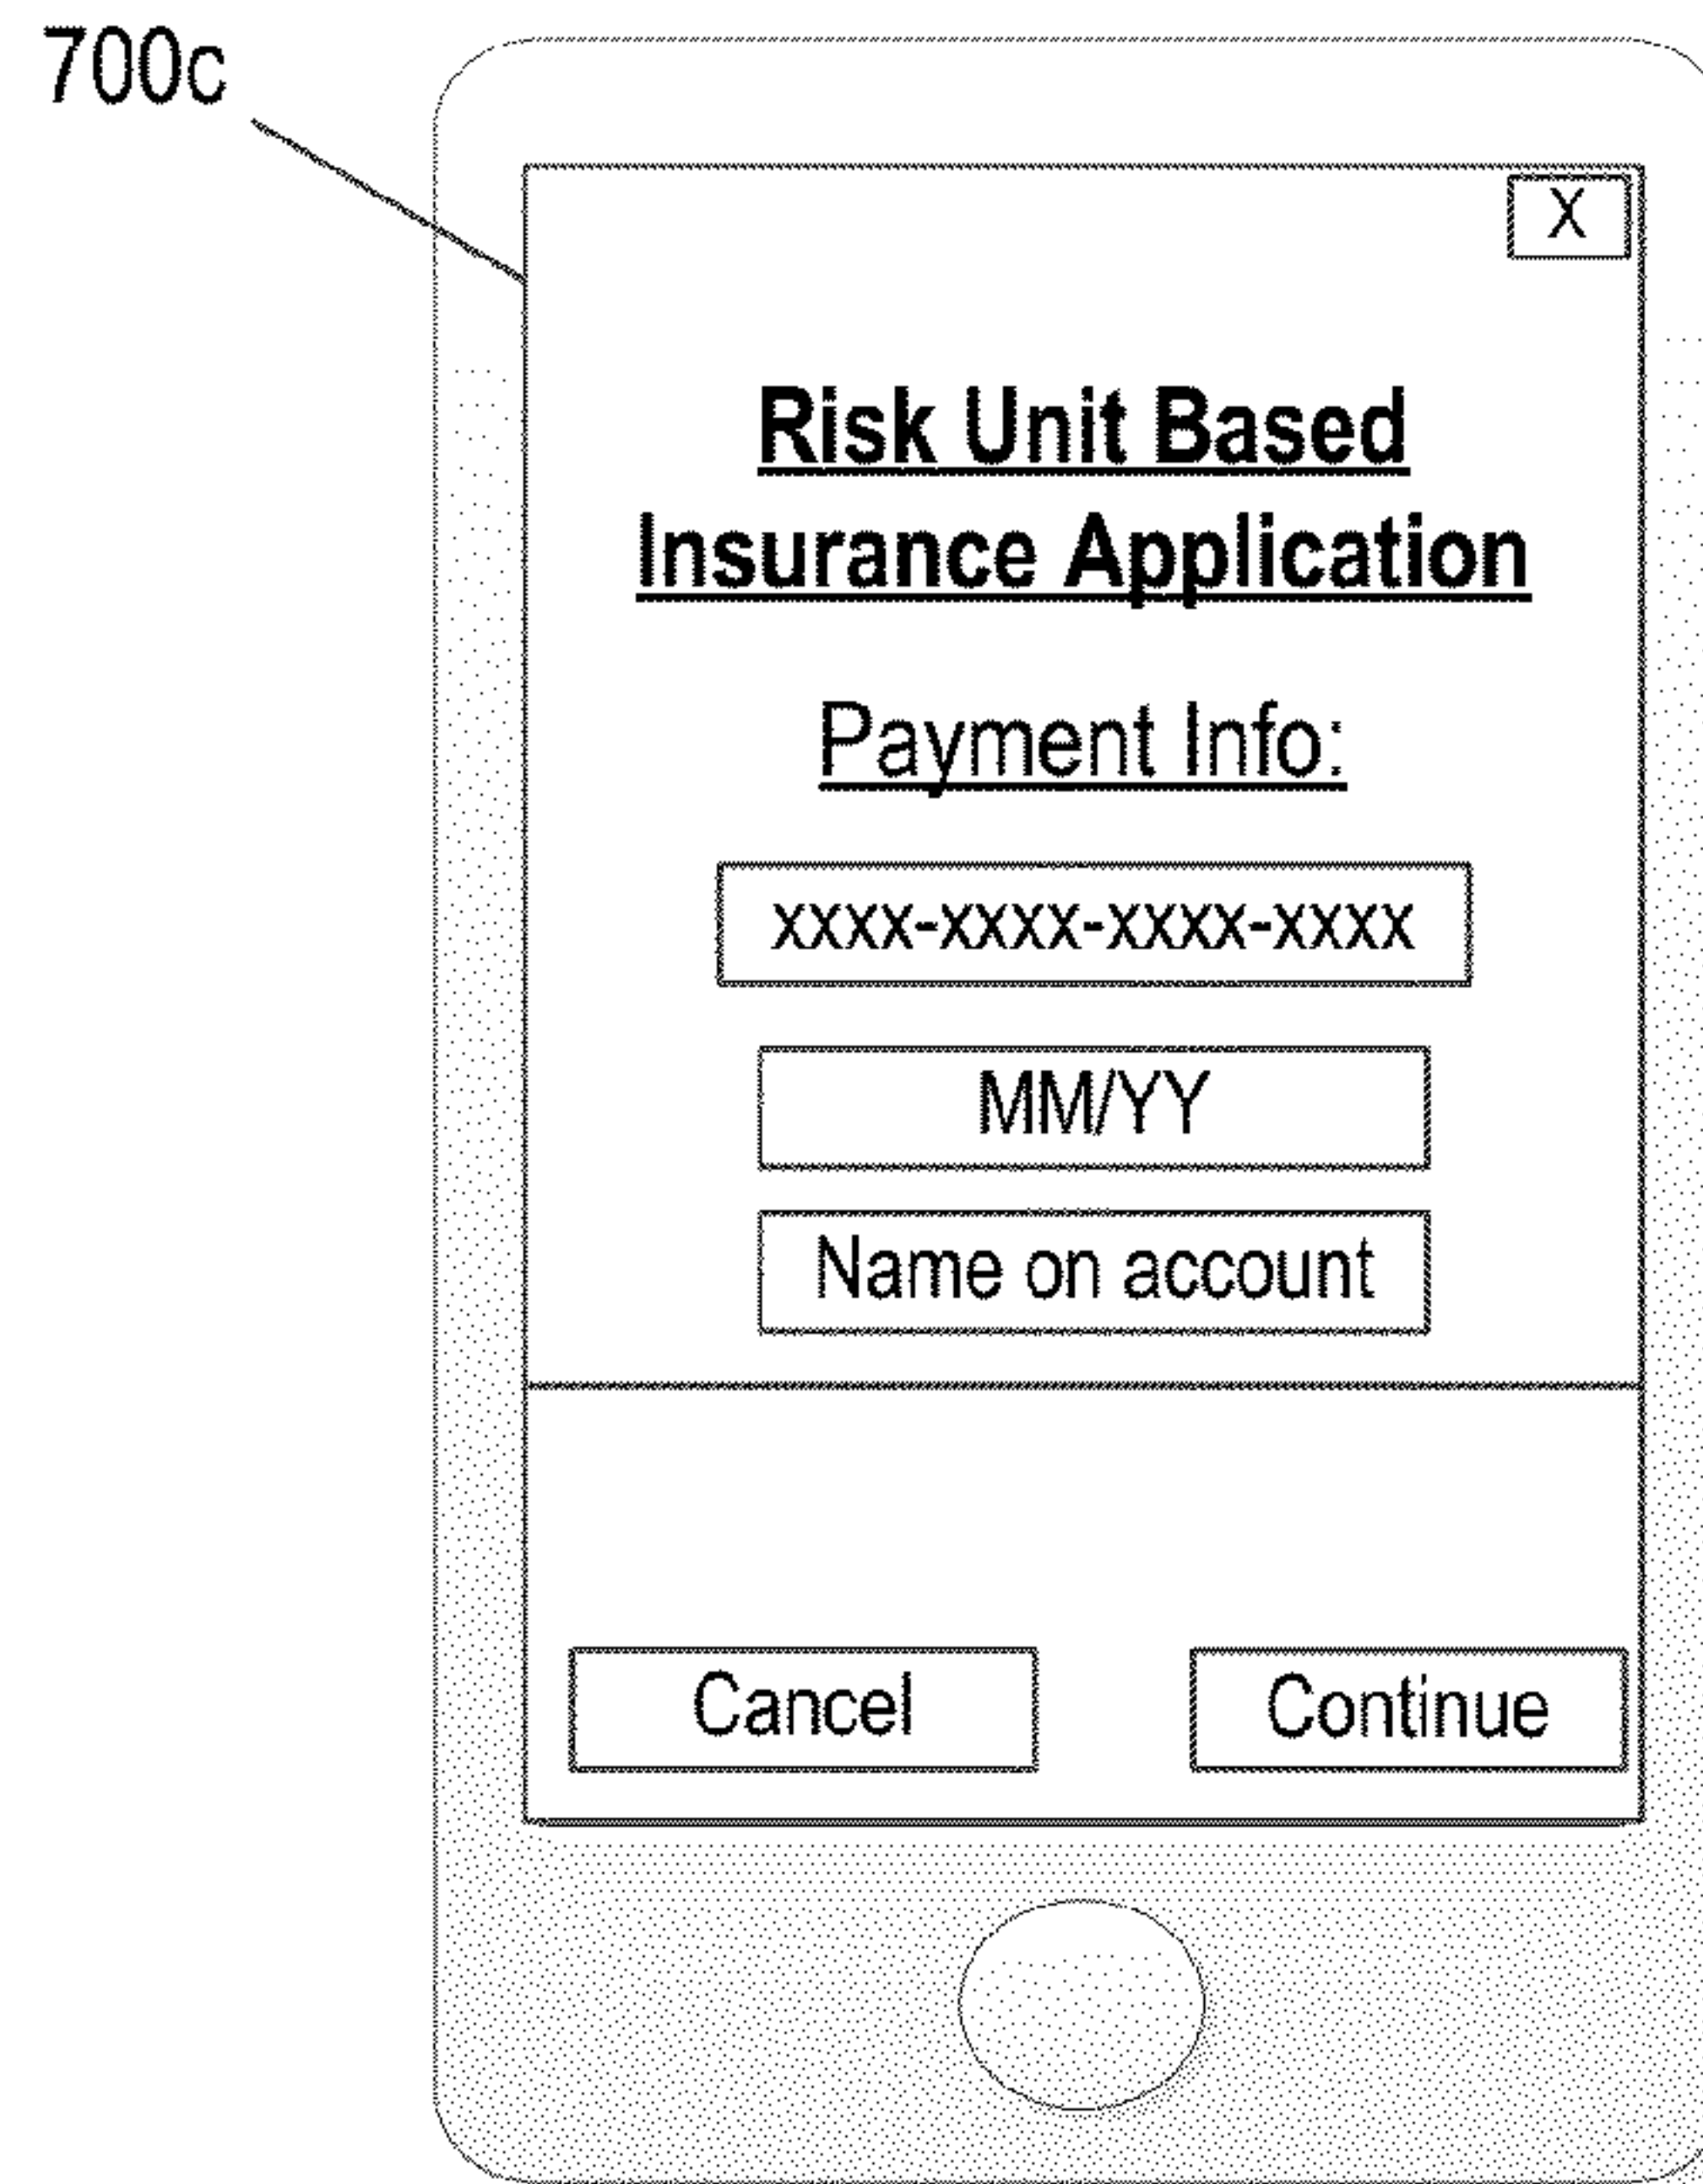 700c
X
Risk Unit Based
Insurance Application
Payment Info:
XXXX-XXXX-XXXX-XXXX
MM/YY
Name on account
Cancel
Continue